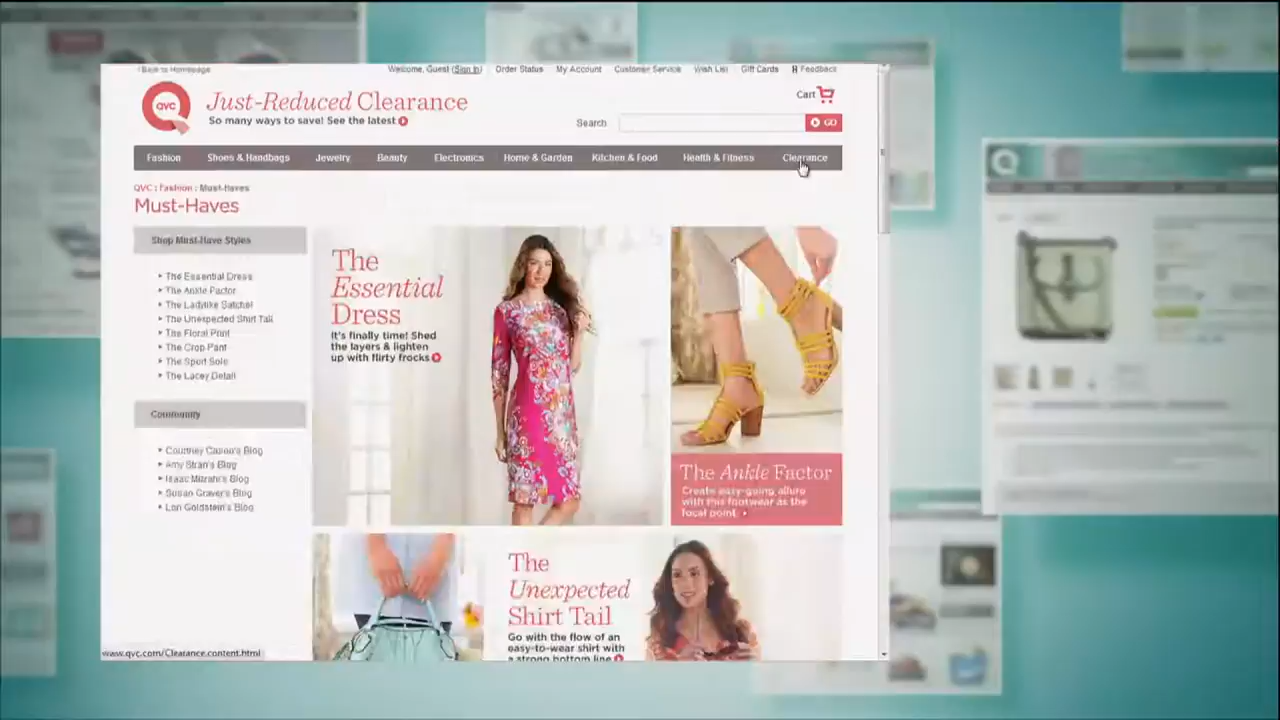 Back to Homepage
Welcome, Guest (Sign In) Order Status My Account Customer Service Wish List Gift Cards Feedback
QVC
Just-Reduced Clearance
So many ways to save! See the latest
Cart
Search
GO
Fashion Shoes & Handbags Jewelry Beauty Electronics Home & Garden Kitchen & Food Health & Fitness Clearance
QVC : Fashion : Must-Haves
Must-Haves
Shop Must-Have Styles
The Essential Dress
The Ankle Factor
The Ladylike Satchel
The Unexpected Shirt Tail
The Floral Print
The Crop Pant
The Sport Sole
The Lacey Detail
Community
Courtney Cason's Blog
Amy Stran's Blog
Isaac Mizrahi's Blog
Susan Graver's Blog
Lori Goldstein's Blog
The
Essential
Dress
It's finally time! Shed
the layers & lighten
up with flirty frocks
The Ankle Factor
Create easy-going allure
with this footwear as the
focal point.
The
Unexpected
Shirt Tail
Go with the flow of an
easy-to-wear shirt with
a strong bottom line
www.qvc.com/Clearance.content.html